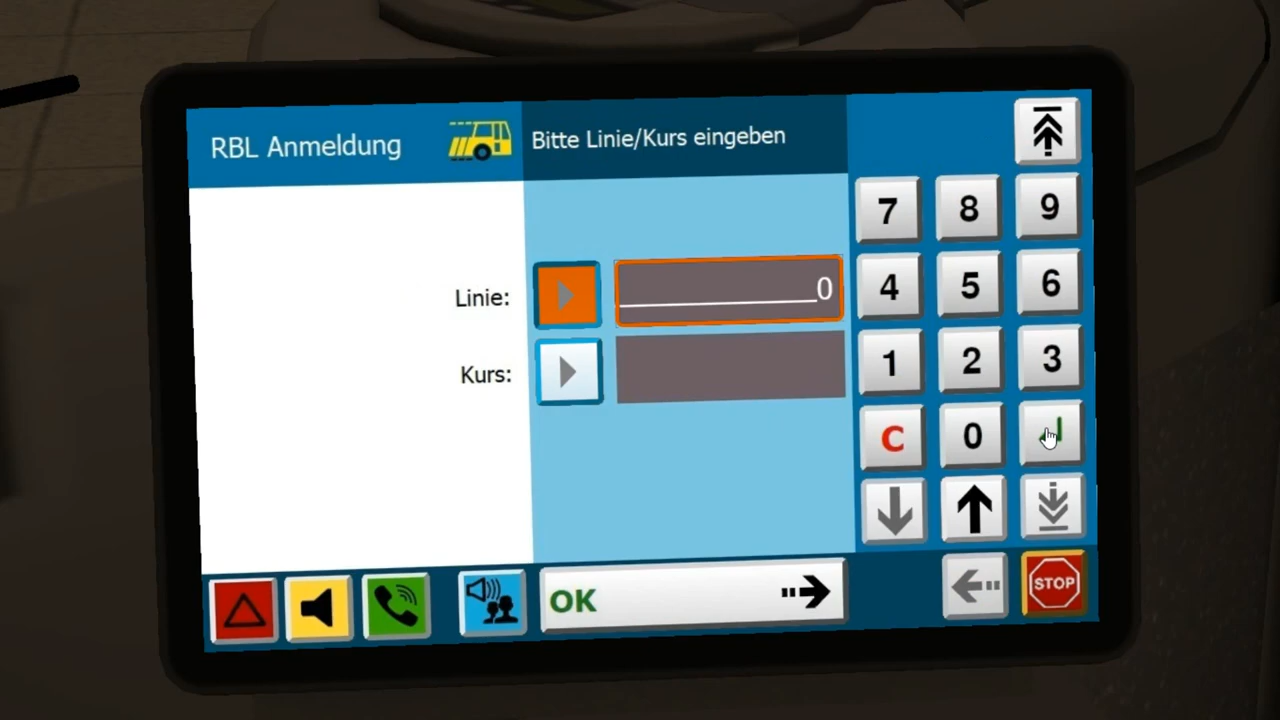 RBL Anmeldung
Bitte Linie/Kurs eingeben
Linie:
0
Kurs:
7 8 9
4 5 6
1 2 3
C 0
OK
STOP